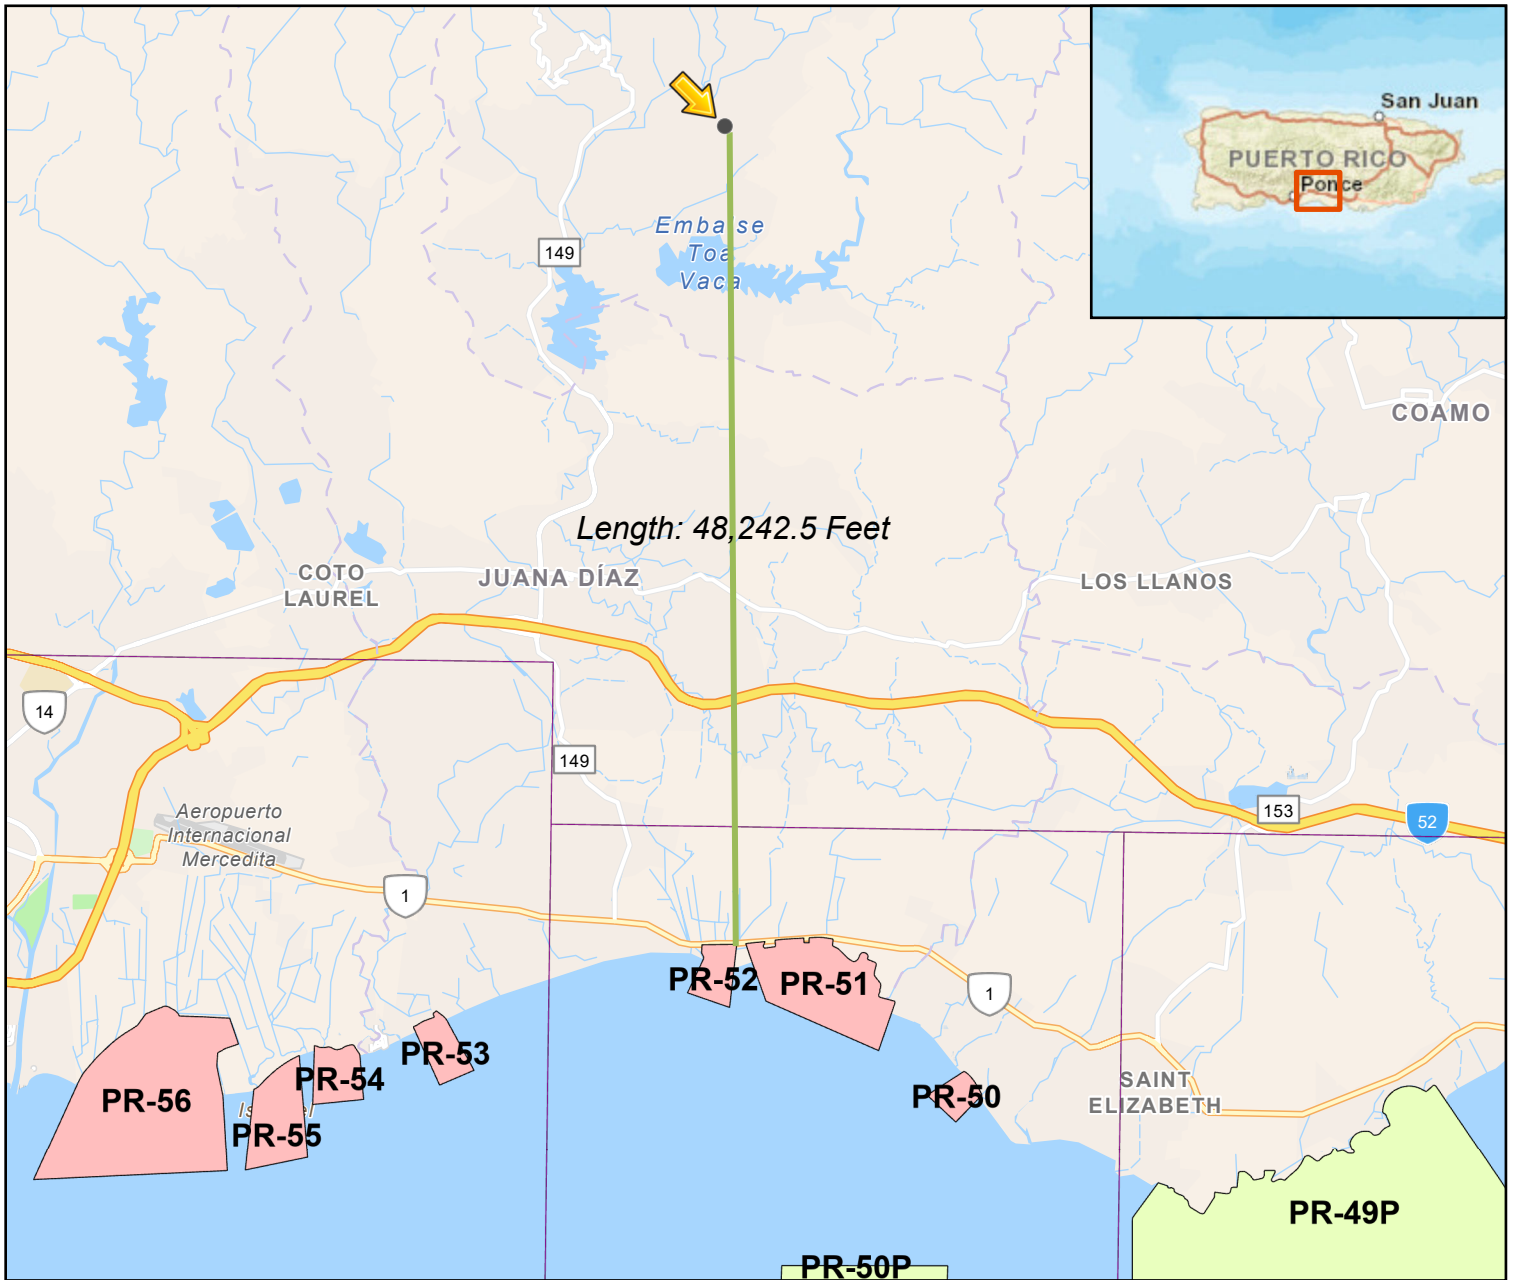 San Juan
PUERTO RICO
Ponce
Embalse
Toa
Vaca
149
COAMO
Length: 48,242.5 Feet
COTO
LAUREL
JUANA DÍAZ
LOS LLANOS
14
149
153
52
Aeropuerto
Internacional
Mercedita
1
PR-52
PR-51
1
PR-53
PR-54
PR-56
PR-55
PR-50
SAINT
ELIZABETH
PR-49P
PR-50P